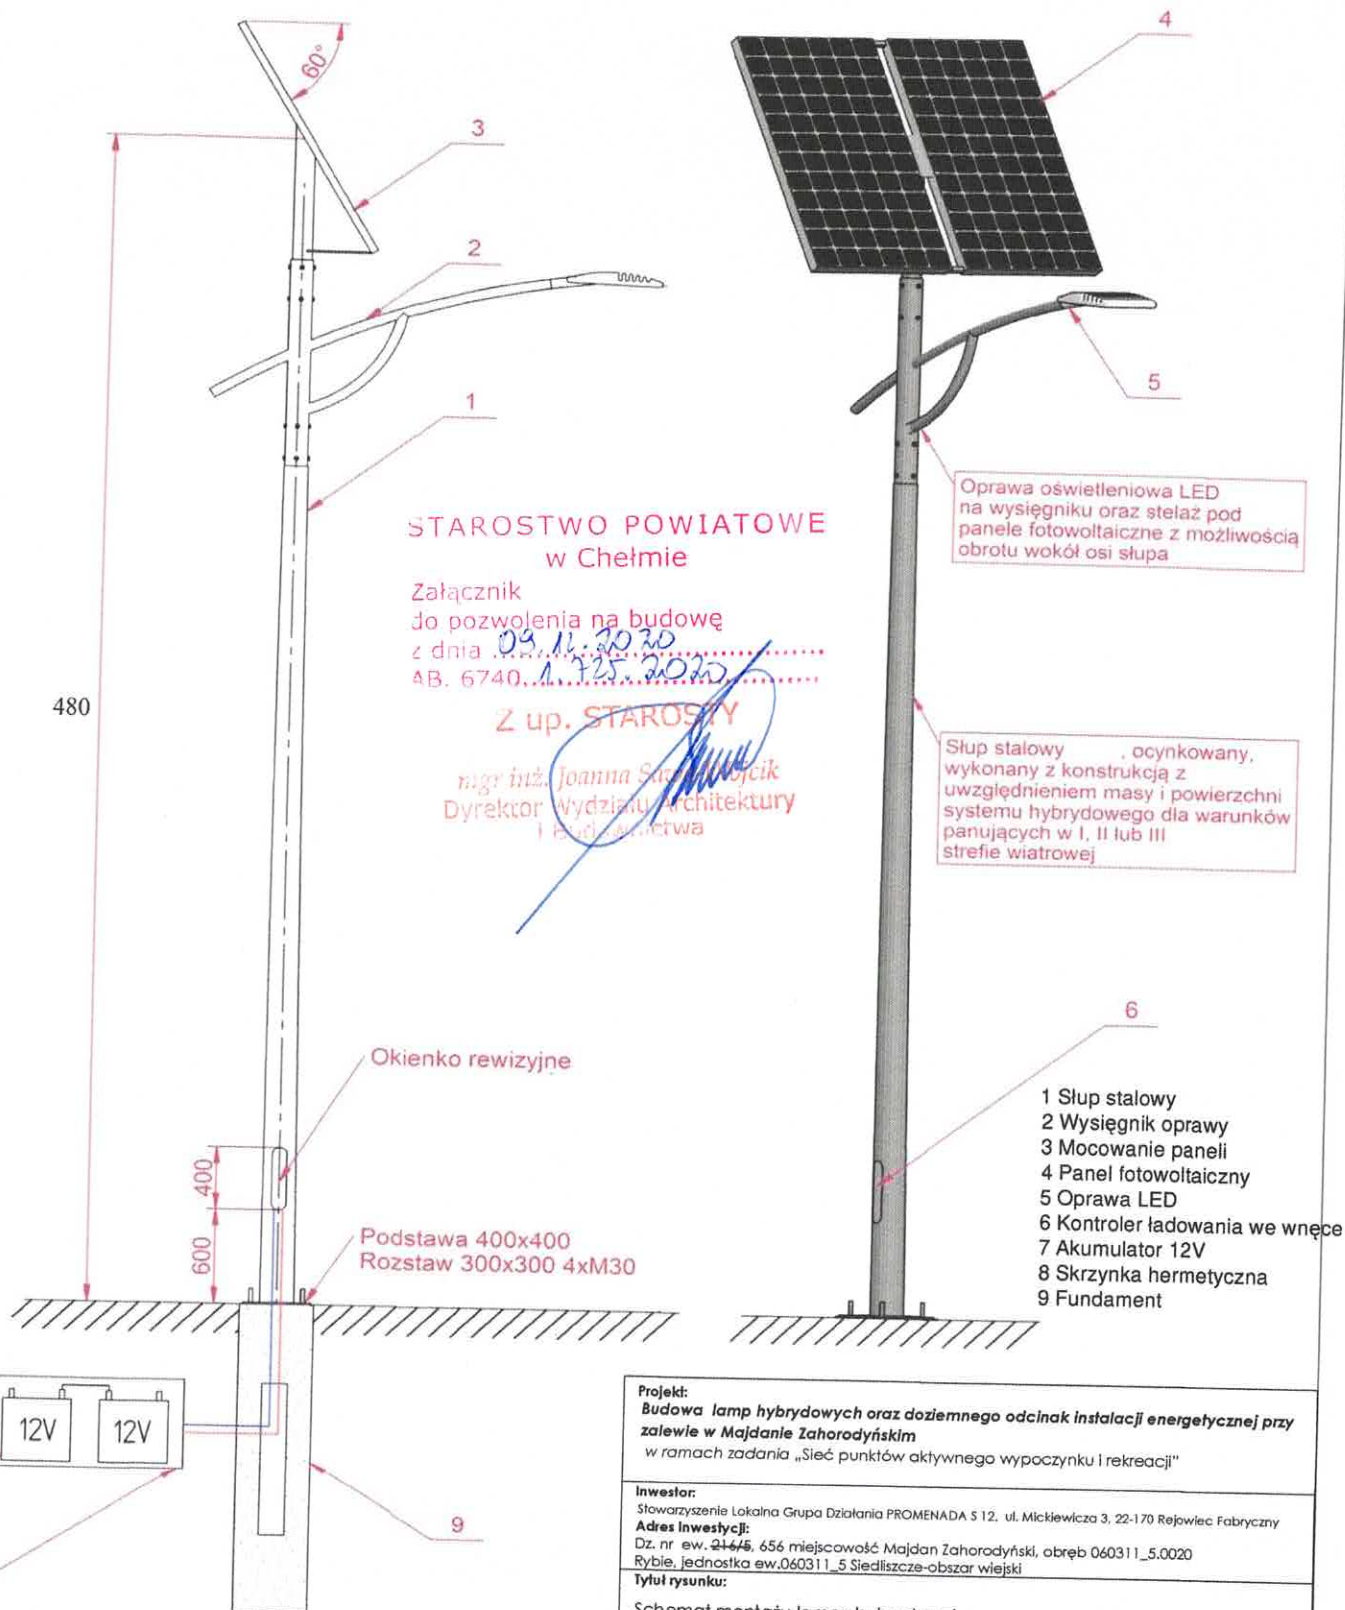 60°
3
2
1
480
Okienko rewizyjne
400
600
Podstawa 400x400
Rozstaw 300x300 4xM30
12V 12V
9
STAROSTWO POWIATOWE
w Chełmie
Załącznik
do pozwolenia na budowę
z dnia 09.11.2020
AB. 6740.1.725.2020
Z up. STAROSTY
mgr inż. Joanna
Dyrektor Wydziału Architektury
i Budownictwa
4
5
Oprawa oświetleniowa LED
na wysięgniku oraz stelaż pod
panele fotowoltaiczne z możliwością
obrotu wokół osi słupa
Słup stalowy , ocynkowany,
wykonany z konstrukcją z
uwzględnieniem masy i powierzchni
systemu hybrydowego dla warunków
panujących w I, II lub III
strefie wiatrowej
6
1 Słup stalowy
2 Wysięgnik oprawy
3 Mocowanie paneli
4 Panel fotowoltaiczny
5 Oprawa LED
6 Kontroler ładowania we wnęce
7 Akumulator 12V
8 Skrzynka hermetyczna
9 Fundament
Projekt:
Budowa lamp hybrydowych oraz doziemnego odcinak instalacji energetycznej przy
zalewie w Majdanie Zahorodyńskim
w ramach zadania „Sieć punktów aktywnego wypoczynku i rekreacji"
Inwestor:
Stowarzyszenie Lokalna Grupa Działania PROMENADA S 12, ul. Mickiewicza 3, 22-170 Rejowiec Fabryczny
Adres Inwestycji:
Dz. nr ew. 216/5, 656 miejscowość Majdan Zahorodyński, obręb 060311_5.0020
Rybie, jednostka ew.060311_5 Siedliszcze-obszar wiejski
Tytuł rysunku:
Schemat montażu lampy hybrydowej